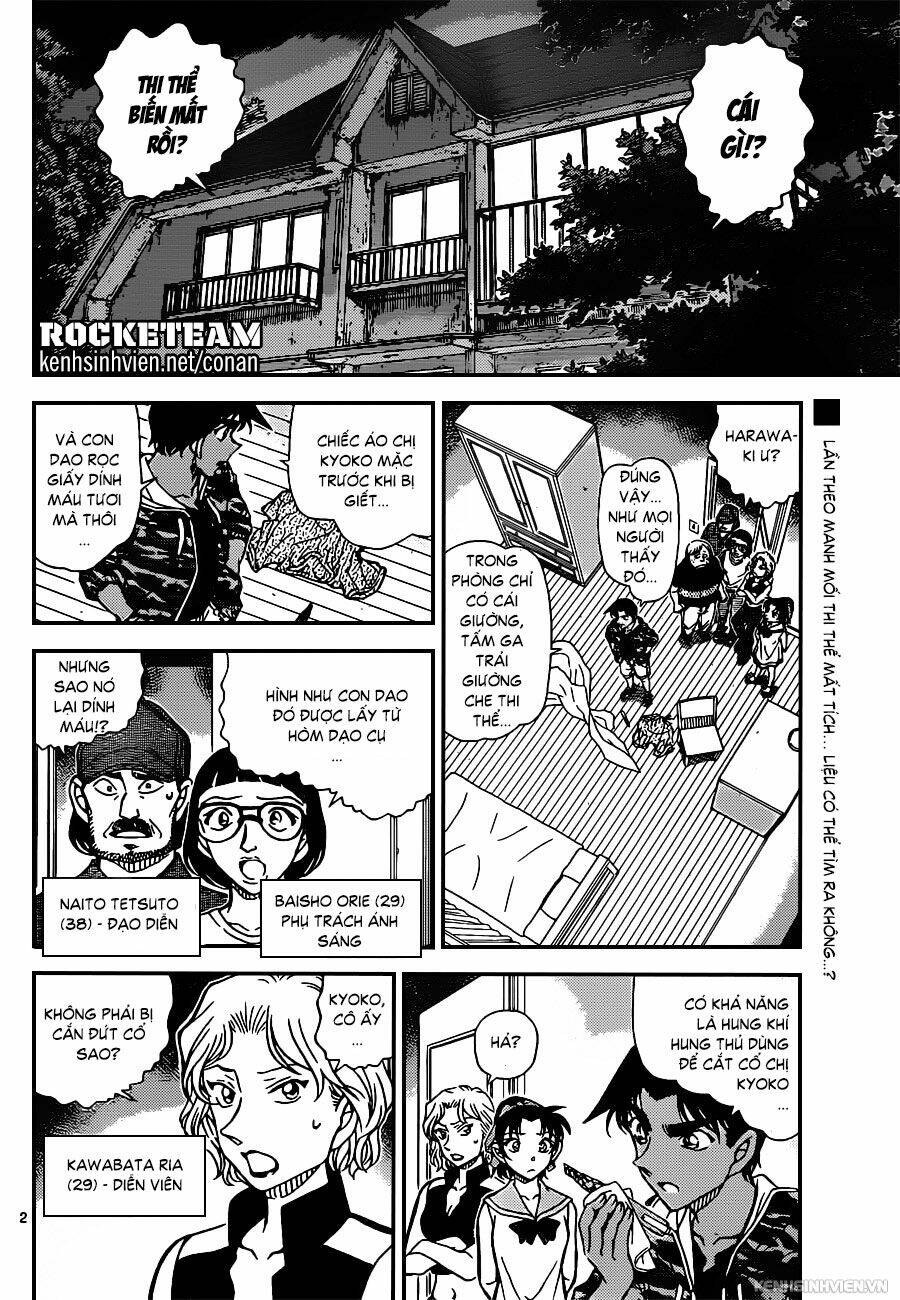 CÁI
GÌ!?
THI THỂ
BIẾN MẤT
RỒI?
ROCKETEAM
kenhsinhvien.net/conan
LẦN THEO MANH MỐI THI THỂ MẤT TÍCH... LIỆU CÓ THỂ TÌM RA KHÔNG...?
HARAWA-
KI Ư?
ĐÚNG
VẬY...
NHƯ MỌI
NGƯỜI
THẤY
ĐÓ...
TRONG
PHÒNG CHỈ
CÓ CÁI
GIƯỜNG,
TẤM GA
TRẢI
GIƯỜNG
CHE THI
THỂ...
CHIẾC ÁO CHỊ
KYOKO MẶC
TRƯỚC KHI BỊ
GIẾT...
VÀ CON
DAO RỌC
GIẤY DÍNH
MÁU TƯƠI
MÀ THÔI
...
HÌNH NHƯ CON DAO
ĐÓ ĐƯỢC LẤY TỪ
HÒM DẠO CỤ
...
NHƯNG
SAO NÓ
LẠI DÍNH
MÁU!?
BAISHO ORIE (29)
PHỤ TRÁCH ÁNH
SÁNG
NAITO TETSUTO
(38) - ĐẠO DIỄN
CÓ KHẢ NĂNG
LÀ HUNG KHÍ
HUNG THỦ DÙNG
ĐỂ CẮT CỔ CHỊ
KYOKO
...
HẢ?
KYOKO,
CÔ ẤY
...
KHÔNG PHẢI BỊ
CẮN ĐỨT CỔ
SAO?
KAWABATA RIA
(29) - DIỄN VIÊN
2
KENHSINHVIEN.VN